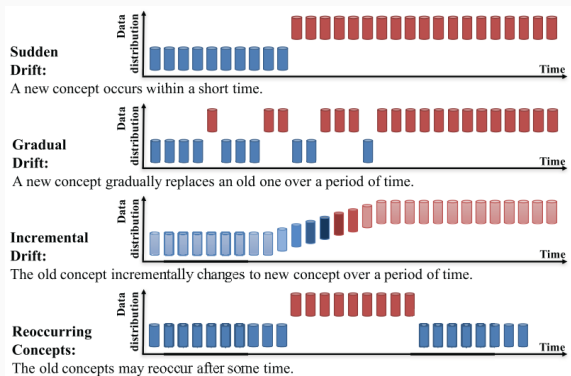 Data
distribution
Sudden
Drift:
Time
A new concept occurs within a short time.
Data
distribution
Gradual
Drift:
Time
A new concept gradually replaces an old one over a period of time.
Data
distribution
Incremental
Drift:
Time
The old concept incrementally changes to new concept over a period of time.
Data
distribution
Reoccurring
Concepts:
Time
The old concepts may reoccur after some time.